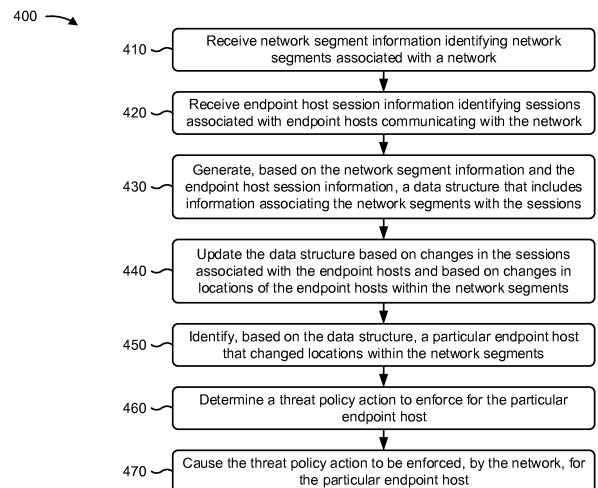 400
410
Receive network segment information identifying network
segments associated with a network
420
Receive endpoint host session information identifying sessions
associated with endpoint hosts communicating with the network
430
Generate, based on the network segment information and the
endpoint host session information, a data structure that includes
information associating the network segments with the sessions
440
Update the data structure based on changes in the sessions
associated with the endpoint hosts and based on changes in
locations of the endpoint hosts within the network segments
450
Identify, based on the data structure, a particular endpoint host
that changed locations within the network segments
460
Determine a threat policy action to enforce for the particular
endpoint host
470
Cause the threat policy action to be enforced, by the network, for
the particular endpoint host